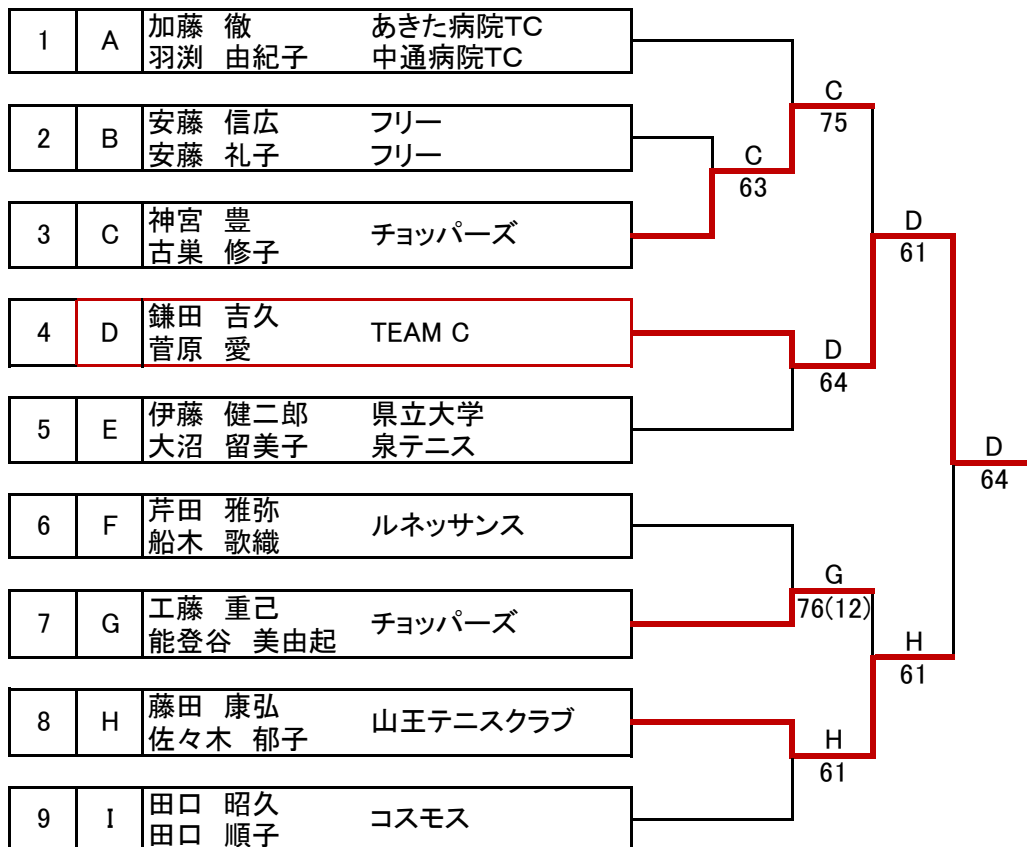 1 A 加藤 徹 あきた病院TC
羽渕 由紀子 中通病院TC
2 B 安藤 信広 フリー
安藤 礼子 フリー
3 C 神宮 豊 チョッパーズ
古巣 修子
4 D 鎌田 吉久 TEAM C
菅原 愛
5 E 伊藤 健二郎 県立大学
大沼 留美子 泉テニス
6 F 芹田 雅弥 ルネッサンス
船木 歌織
7 G 工藤 重己 チョッパーズ
能登谷 美由起
8 H 藤田 康弘 山王テニスクラブ
佐々木 郁子
9 I 田口 昭久 コスモス
田口 順子
C
63
C
75
D
64
D
61
G
76(12)
H
61
H
61
D
64